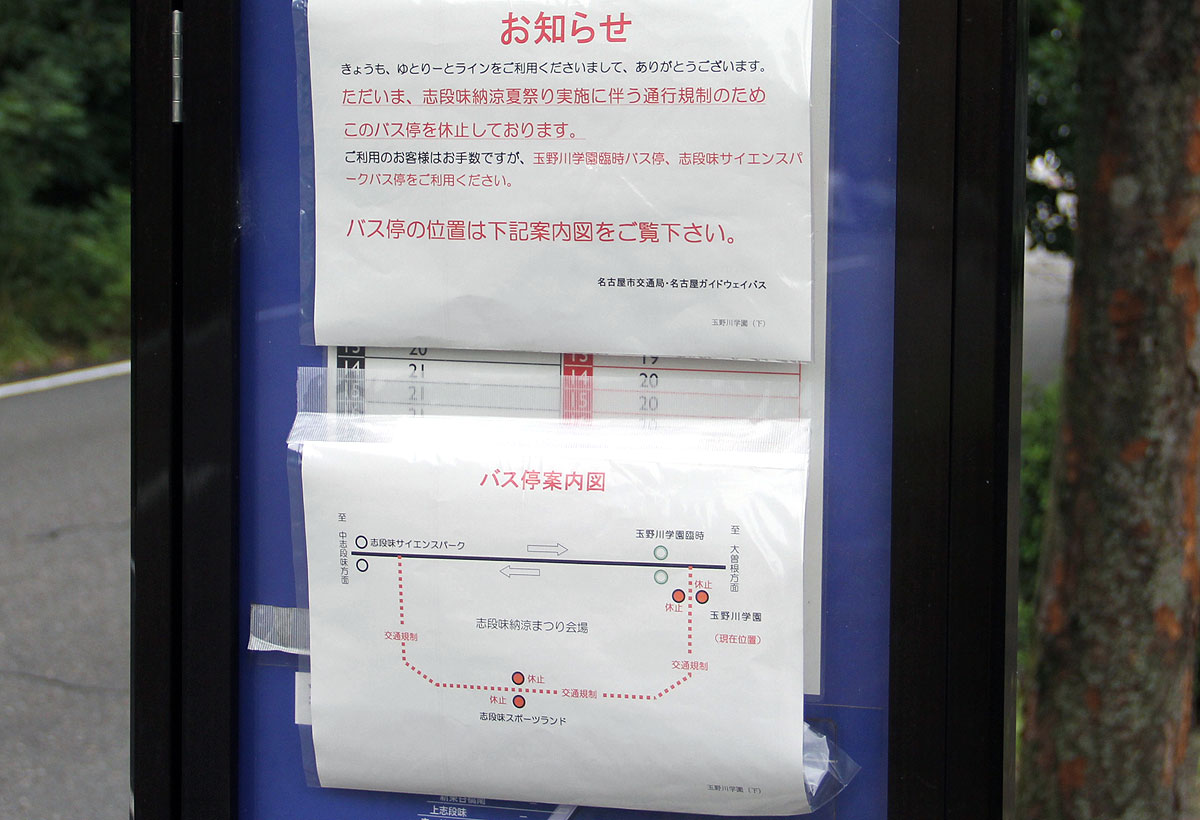 お知らせ
きょうも、ゆとりーとラインをご利用くださいまして、ありがとうございます。
ただいま、志段味納涼夏祭り実施に伴う通行規制のため
このバス停を休止しております。
ご利用のお客様はお手数ですが、玉野川学園臨時バス停、志段味サイエンスパ
ークバス停をご利用ください。
バス停の位置は下記案内図をご覧下さい。
名古屋市交通局・名古屋ガイドウェイバス
玉野川学園（下）
13 20 13 19
14 21 14 20
15 21 15 20
21 20
バス停案内図
至 中志段味方面
志段味サイエンスパーク
玉野川学園臨時
至 大曽根方面
休止
休止
玉野川学園
（現在位置）
志段味納涼まつり会場
交通規制
交通規制
休止
交通規制
休止
志段味スポーツランド
玉野川学園（下）
上志段味